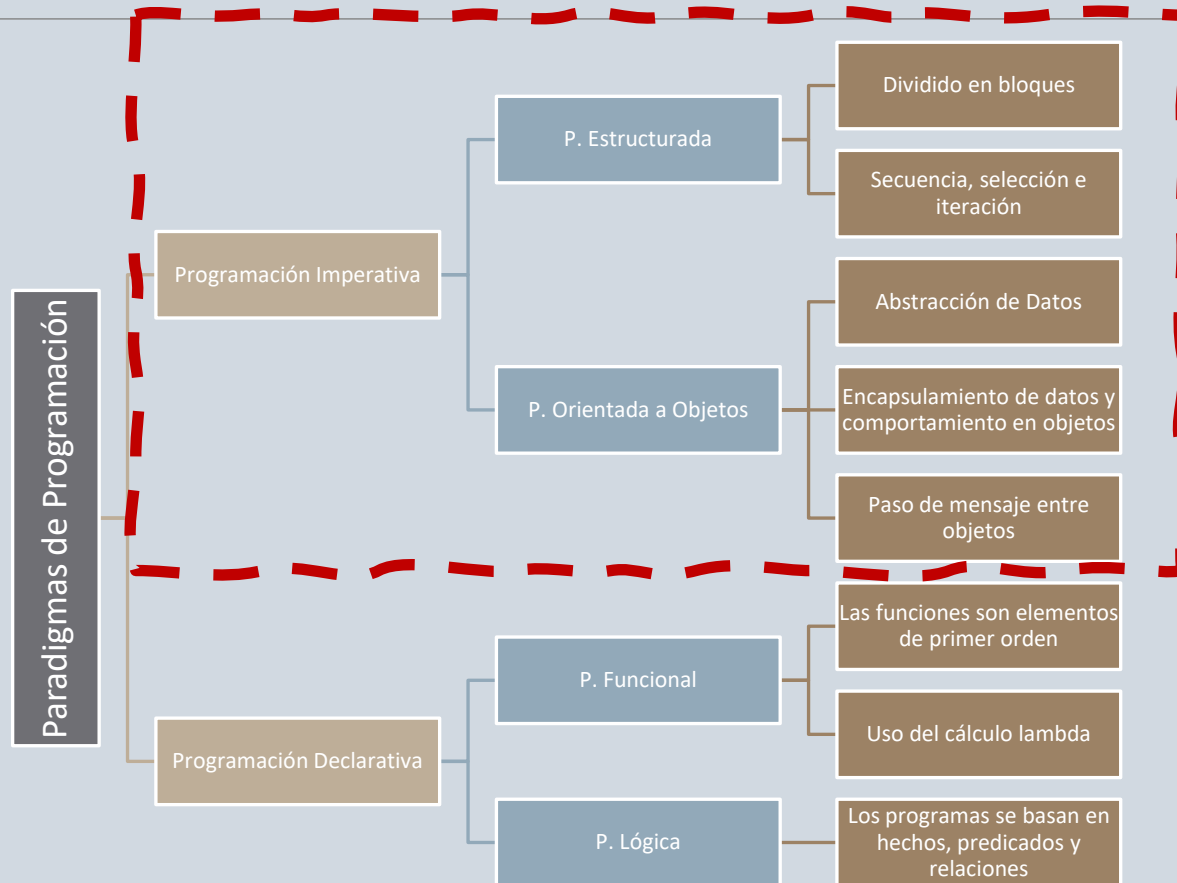 Paradigmas de Programación
Programación Imperativa
P. Estructurada
Dividido en bloques
Secuencia, selección e
iteración
P. Orientada a Objetos
Abstracción de Datos
Encapsulamiento de datos y
comportamiento en objetos
Paso de mensaje entre
objetos
Programación Declarativa
P. Funcional
Las funciones son elementos
de primer orden
Uso del cálculo lambda
P. Lógica
Los programas se basan en
hechos, predicados y
relaciones